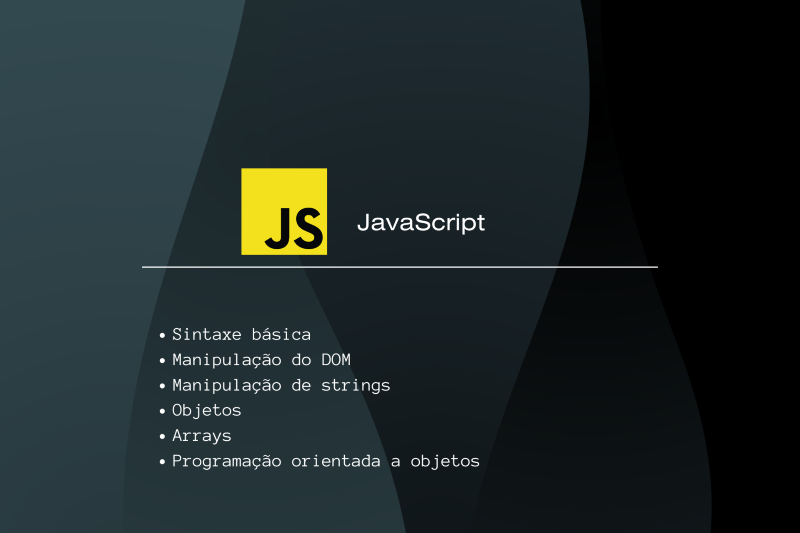 JS
JavaScript
• Sintaxe básica
• Manipulação do DOM
• Manipulação de strings
• Objetos
• Arrays
• Programação orientada a objetos